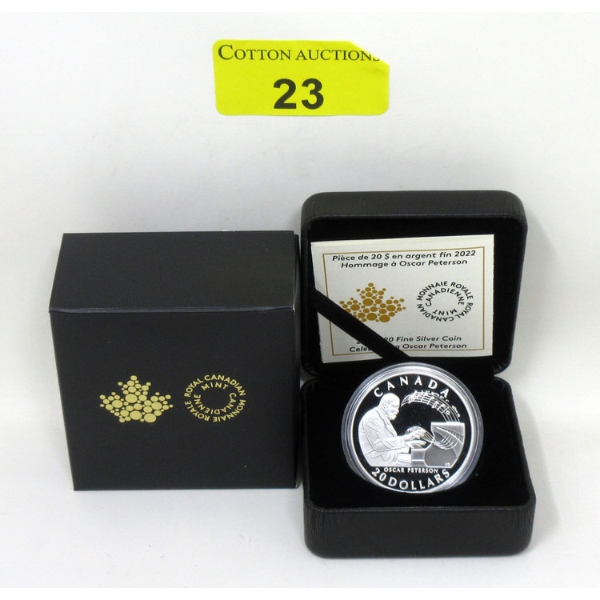 COTTON AUCTIONS
23
Pièce de 20 $ en argent fin 2022
Hommage à Oscar Peterson
MONNAIE ROYALE CANADIENNE
ROYAL CANADIAN MINT
20 Fine Silver Coin
Oscar Peterson
MONNAIE ROYALE CANADIENNE
ROYAL CANADIAN MINT
CANADA
OSCAR PETERSON
20 DOLLARS